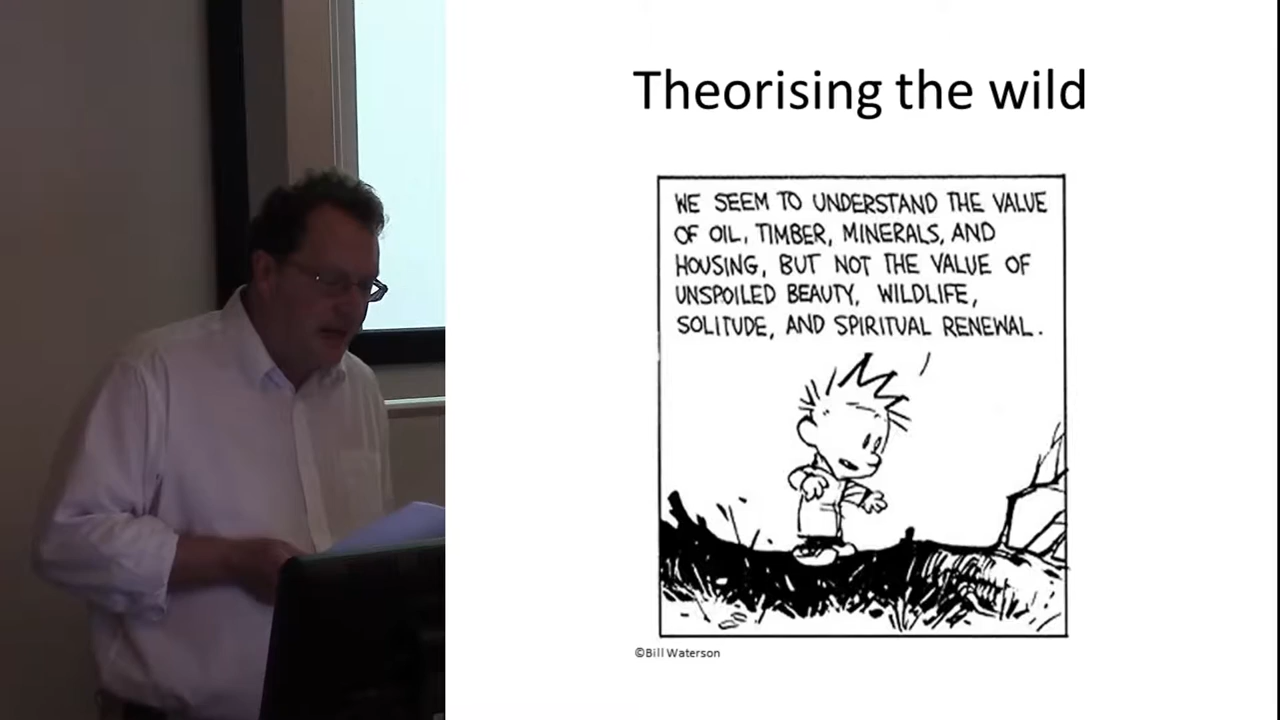 Theorising the wild
WE SEEM TO UNDERSTAND THE VALUE
OF OIL, TIMBER, MINERALS, AND
HOUSING, BUT NOT THE VALUE OF
UNSPOILED BEAUTY, WILDLIFE,
SOLITUDE, AND SPIRITUAL RENEWAL.
©Bill Waterson